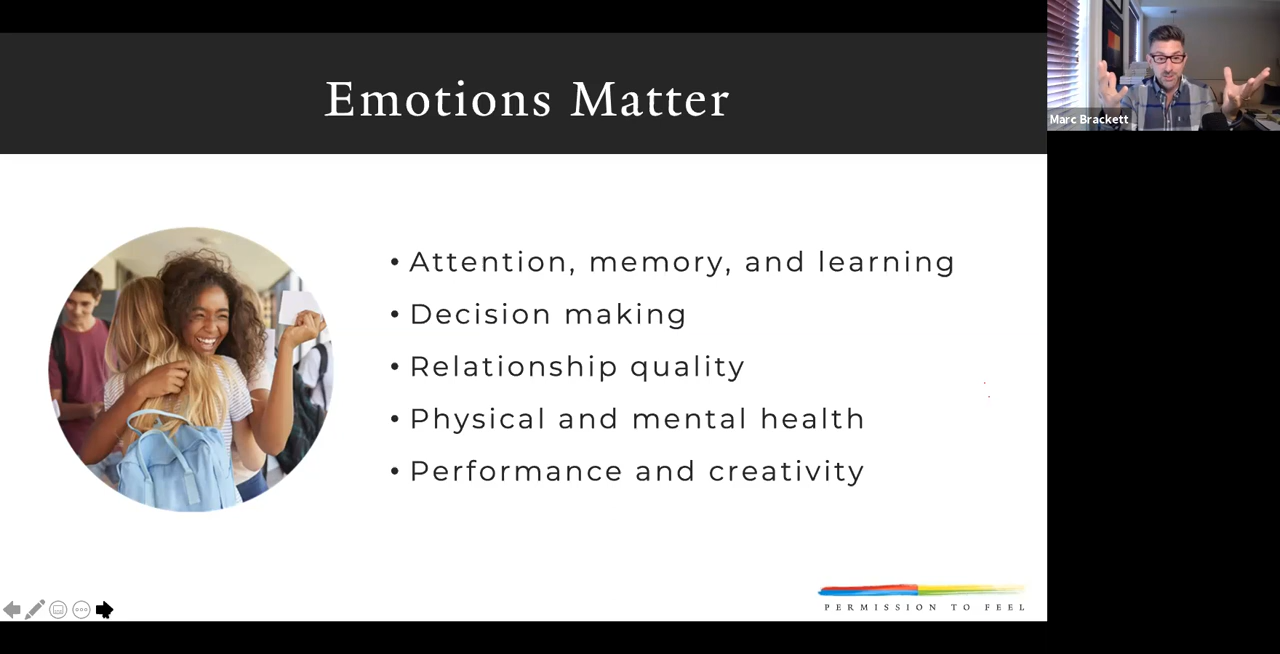 Emotions Matter
Marc Brackett
• Attention, memory, and learning
• Decision making
• Relationship quality
• Physical and mental health
• Performance and creativity
PERMISSION TO FEEL